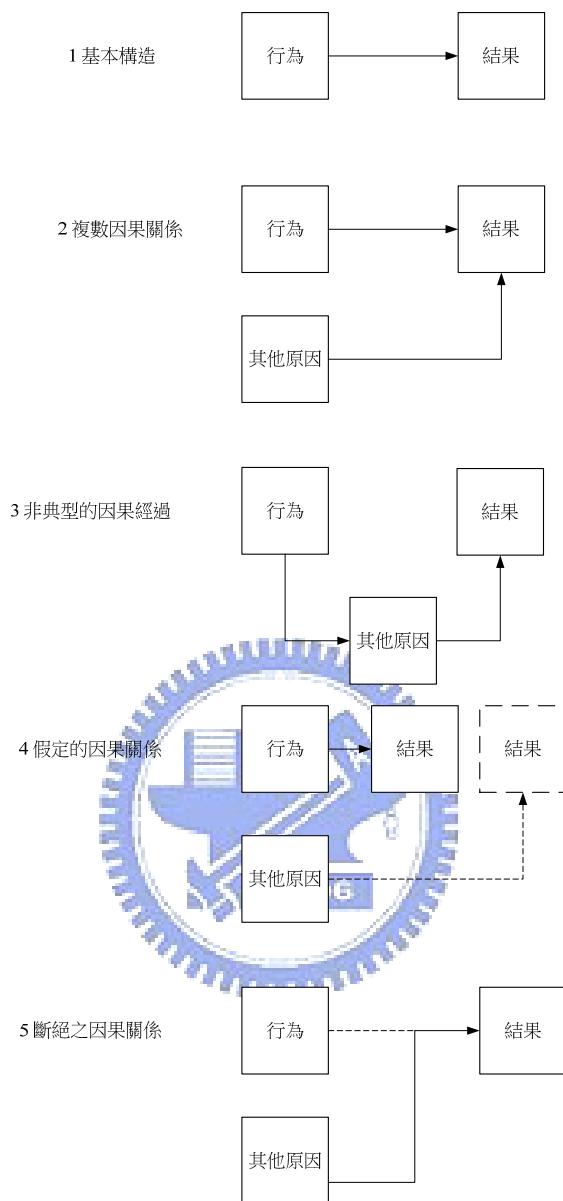 1 基本構造
行為
結果
2 複數因果關係
行為
結果
其他原因
3 非典型的因果經過
行為
結果
其他原因
4 假定的因果關係
行為
結果
結果
其他原因
5 斷絕之因果關係
行為
結果
其他原因